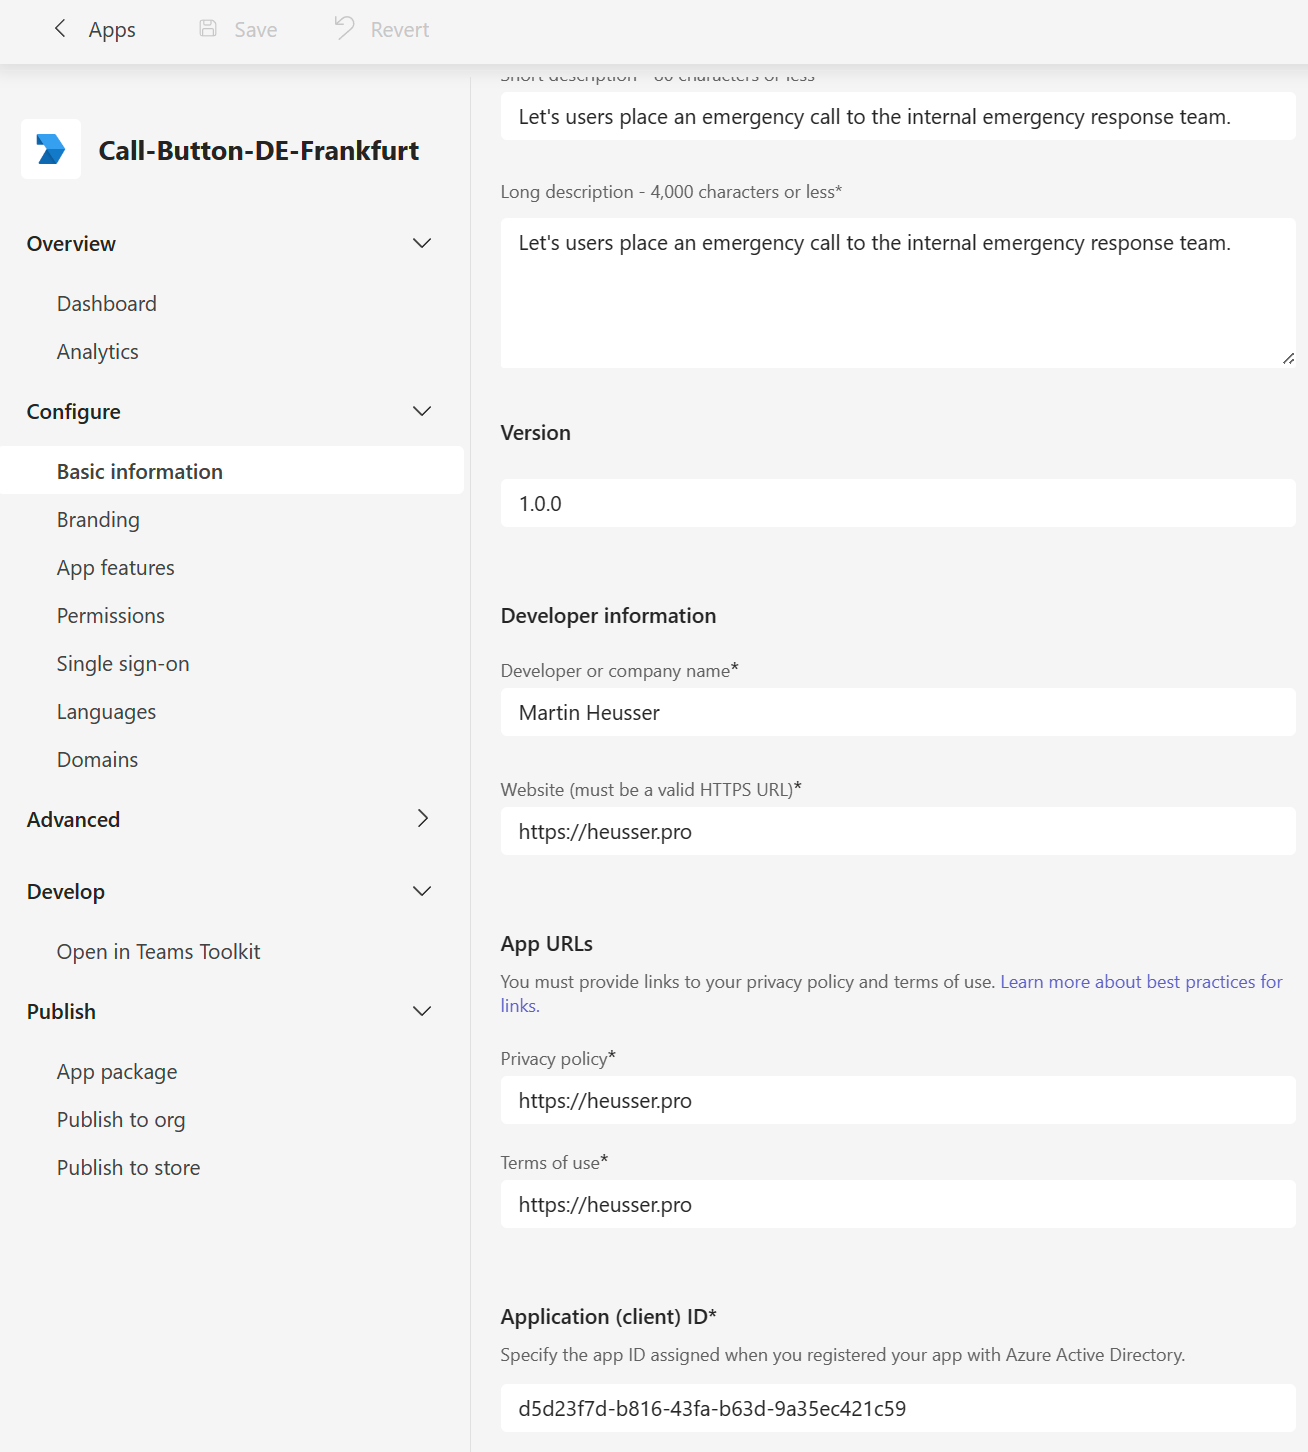 Apps
Save
Revert
Call-Button-DE-Frankfurt
Overview
Dashboard
Analytics
Configure
Basic information
Branding
App features
Permissions
Single sign-on
Languages
Domains
Advanced
Develop
Open in Teams Toolkit
Publish
App package
Publish to org
Publish to store
Short description - 80 characters or less
Let's users place an emergency call to the internal emergency response team.
Long description - 4,000 characters or less*
Let's users place an emergency call to the internal emergency response team.
Version
1.0.0
Developer information
Developer or company name*
Martin Heusser
Website (must be a valid HTTPS URL)*
https://heusser.pro
App URLs
You must provide links to your privacy policy and terms of use. Learn more about best practices for
links.
Privacy policy*
https://heusser.pro
Terms of use*
https://heusser.pro
Application (client) ID*
Specify the app ID assigned when you registered your app with Azure Active Directory.
d5d23f7d-b816-43fa-b63d-9a35ec421c59